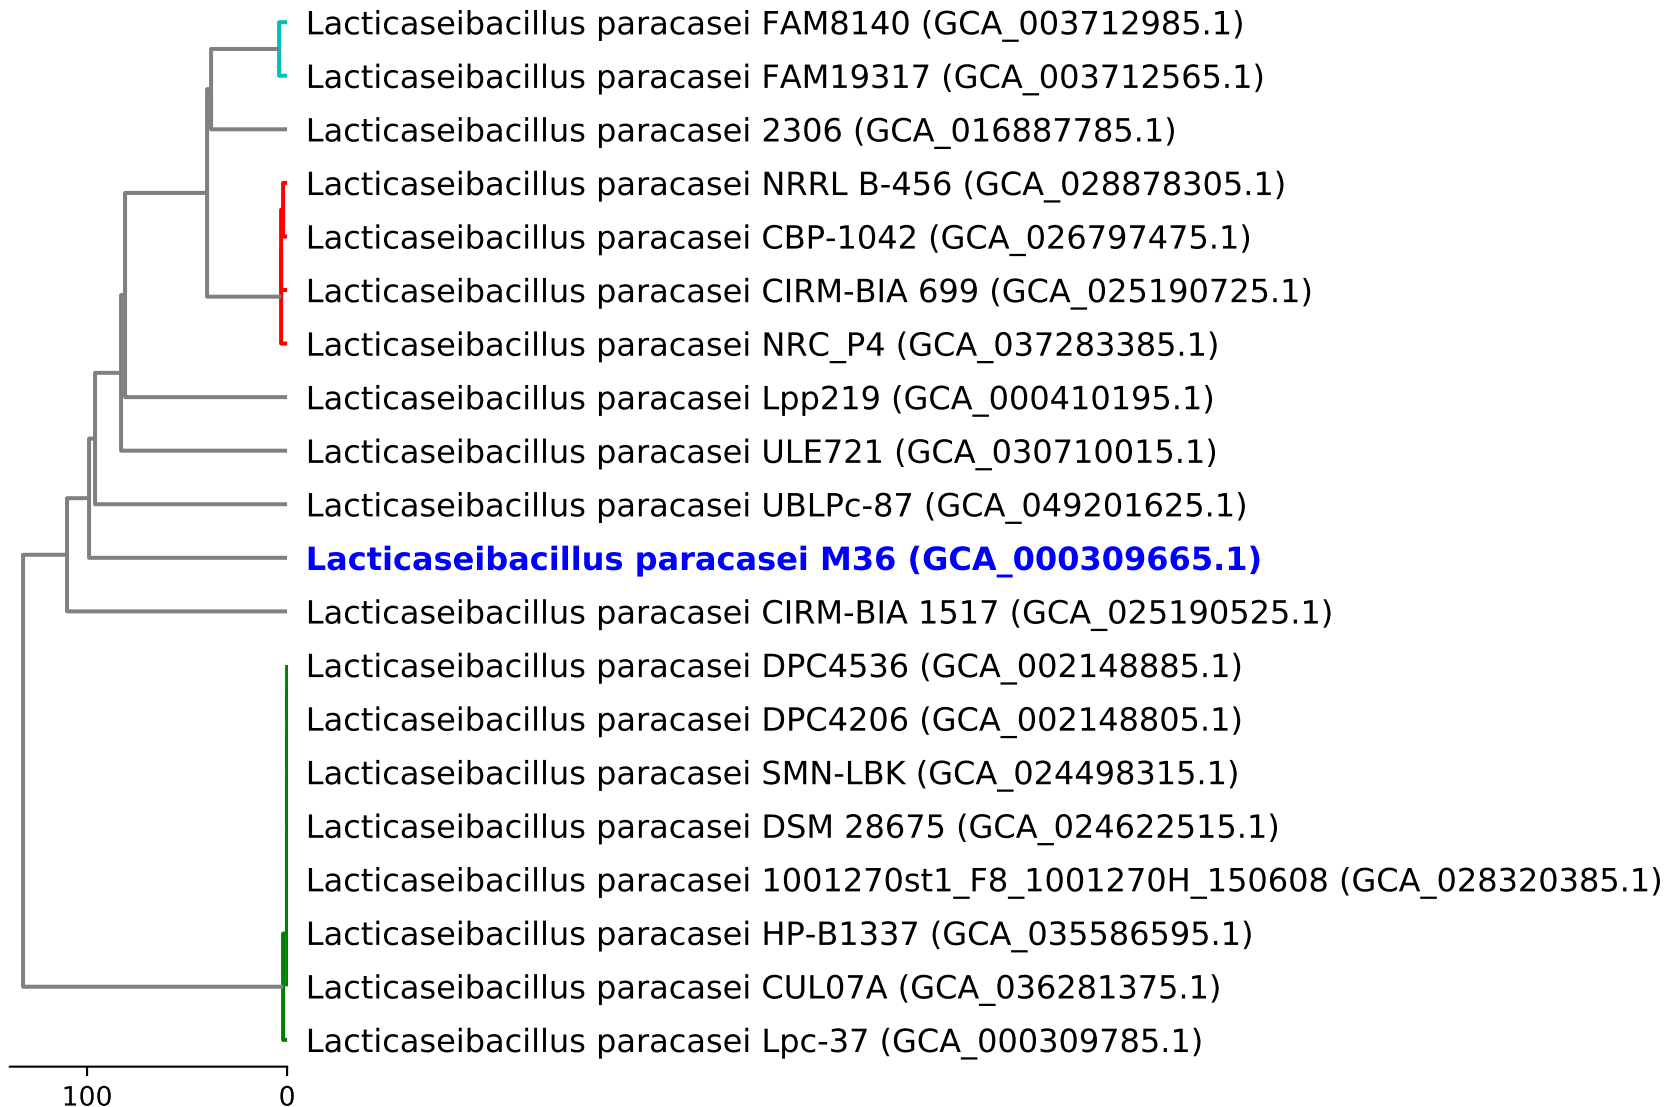 Lacticaseibacillus paracasei FAM8140 (GCA_003712985.1)
Lacticaseibacillus paracasei FAM19317 (GCA_003712565.1)
Lacticaseibacillus paracasei 2306 (GCA_016887785.1)
Lacticaseibacillus paracasei NRRL B-456 (GCA_028878305.1)
Lacticaseibacillus paracasei CBP-1042 (GCA_026797475.1)
Lacticaseibacillus paracasei CIRM-BIA 699 (GCA_025190725.1)
Lacticaseibacillus paracasei NRC_P4 (GCA_037283385.1)
Lacticaseibacillus paracasei Lpp219 (GCA_000410195.1)
Lacticaseibacillus paracasei ULE721 (GCA_030710015.1)
Lacticaseibacillus paracasei UBLPc-87 (GCA_049201625.1)
Lacticaseibacillus paracasei M36 (GCA_000309665.1)
Lacticaseibacillus paracasei CIRM-BIA 1517 (GCA_025190525.1)
Lacticaseibacillus paracasei DPC4536 (GCA_002148885.1)
Lacticaseibacillus paracasei DPC4206 (GCA_002148805.1)
Lacticaseibacillus paracasei SMN-LBK (GCA_024498315.1)
Lacticaseibacillus paracasei DSM 28675 (GCA_024622515.1)
Lacticaseibacillus paracasei 1001270st1_F8_1001270H_150608 (GCA_028320385.1)
Lacticaseibacillus paracasei HP-B1337 (GCA_035586595.1)
Lacticaseibacillus paracasei CUL07A (GCA_036281375.1)
Lacticaseibacillus paracasei Lpc-37 (GCA_000309785.1)
100 0